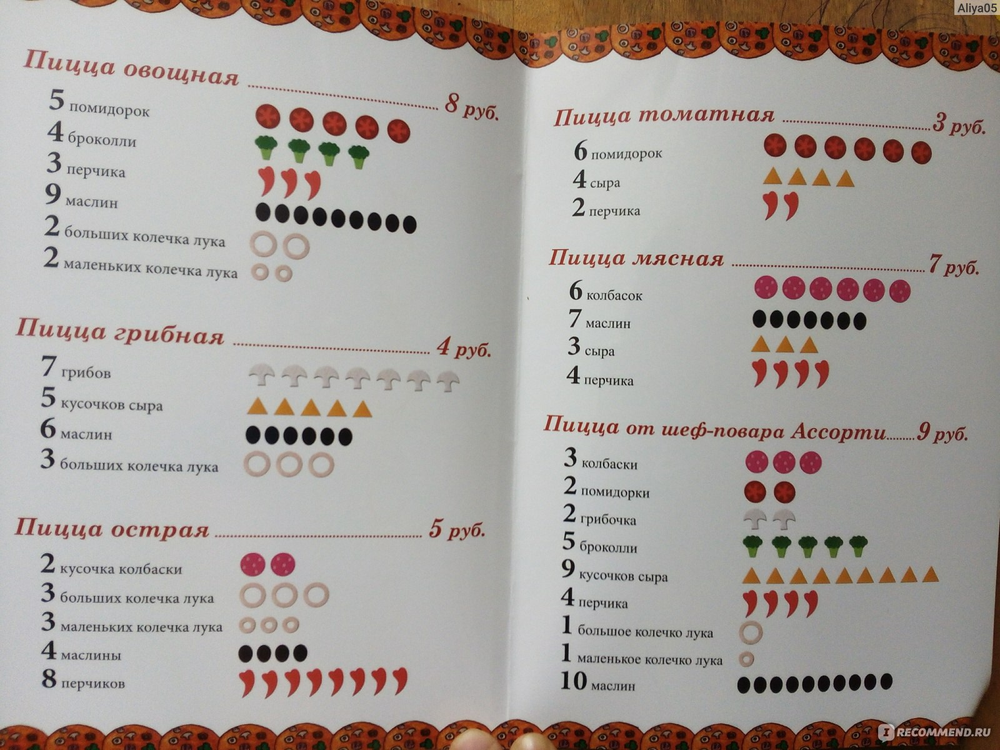 Aliya05
Пицца овощная ........ 8 руб.
5 помидорок
4 броколли
3 перчика
9 маслин
2 больших колечка лука
2 маленьких колечка лука
Пицца грибная ........ 4 руб.
7 грибов
5 кусочков сыра
6 маслин
3 больших колечка лука
Пицца острая ........ 5 руб.
2 кусочка колбаски
3 больших колечка лука
3 маленьких колечка лука
4 маслины
8 перчиков
Пицца томатная ........ 3 руб.
6 помидорок
4 сыра
2 перчика
Пицца мясная ........ 7 руб.
6 колбасок
7 маслин
3 сыра
4 перчика
Пицца от шеф-повара Ассорти ........ 9 руб.
3 колбаски
2 помидорки
2 грибочка
5 броколли
9 кусочков сыра
4 перчика
1 большое колечко лука
1 маленькое колечко лука
10 маслин
IRECOMMEND.RU